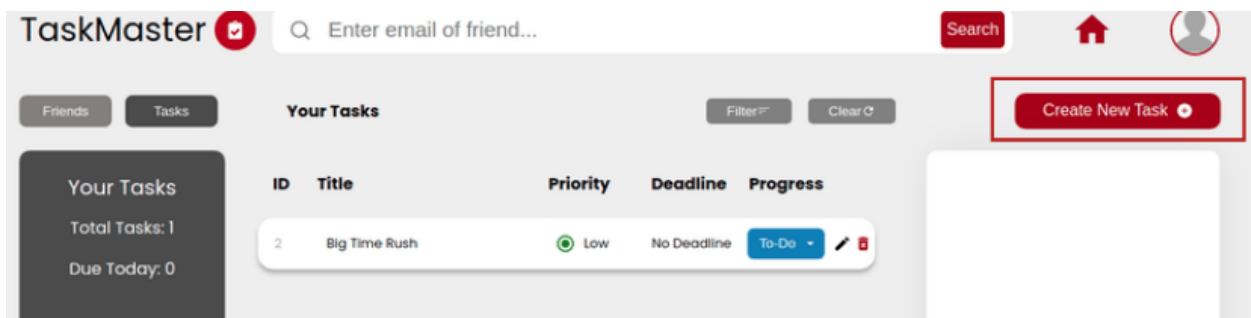 TaskMaster Enter email of friend... Search
Friends Tasks Your Tasks Filter Clear Create New Task
Your Tasks
Total Tasks: 1
Due Today: 0
ID Title Priority Deadline Progress
2 Big Time Rush Low No Deadline To-Do